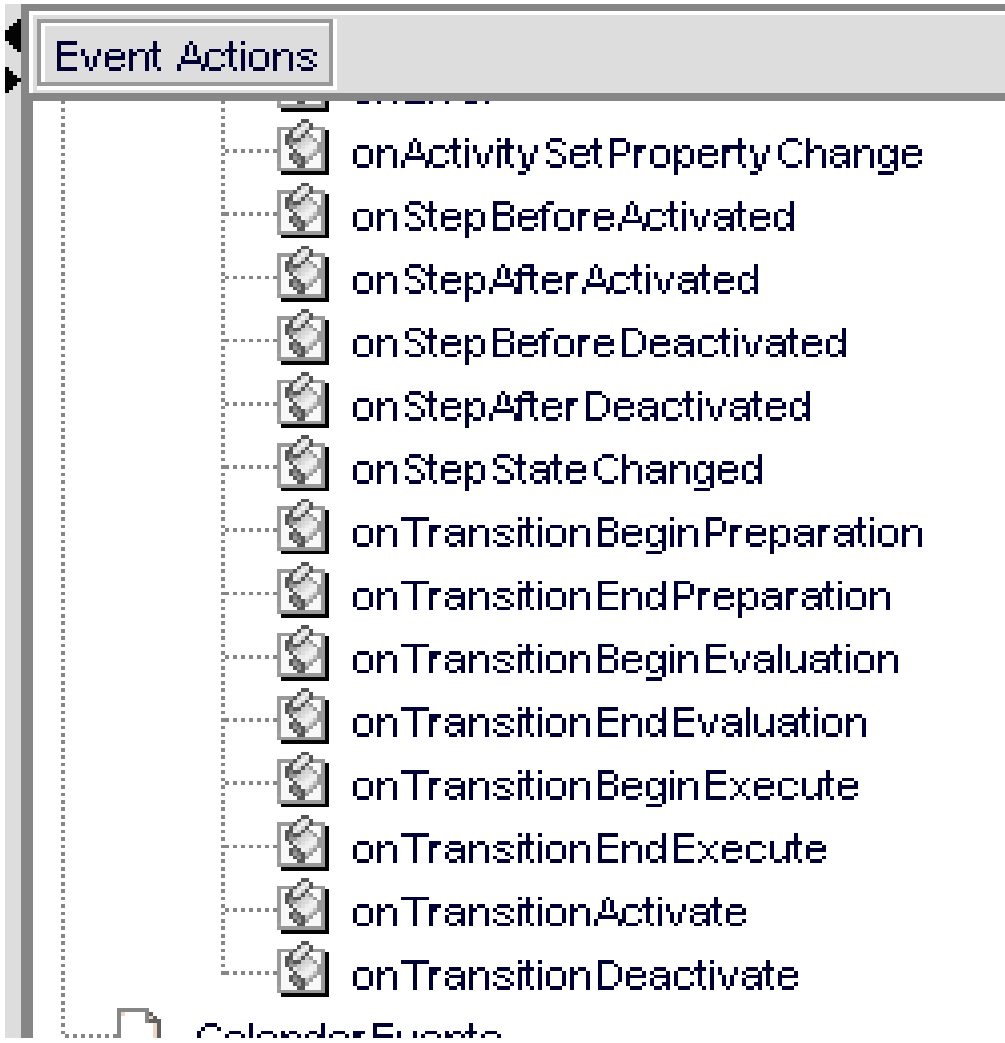 Event Actions
onActivitySetPropertyChange
onStepBeforeActivated
onStepAfterActivated
onStepBeforeDeactivated
onStepAfterDeactivated
onStepStateChanged
onTransitionBeginPreparation
onTransitionEndPreparation
onTransitionBeginEvaluation
onTransitionEndEvaluation
onTransitionBeginExecute
onTransitionEndExecute
onTransitionActivate
onTransitionDeactivate